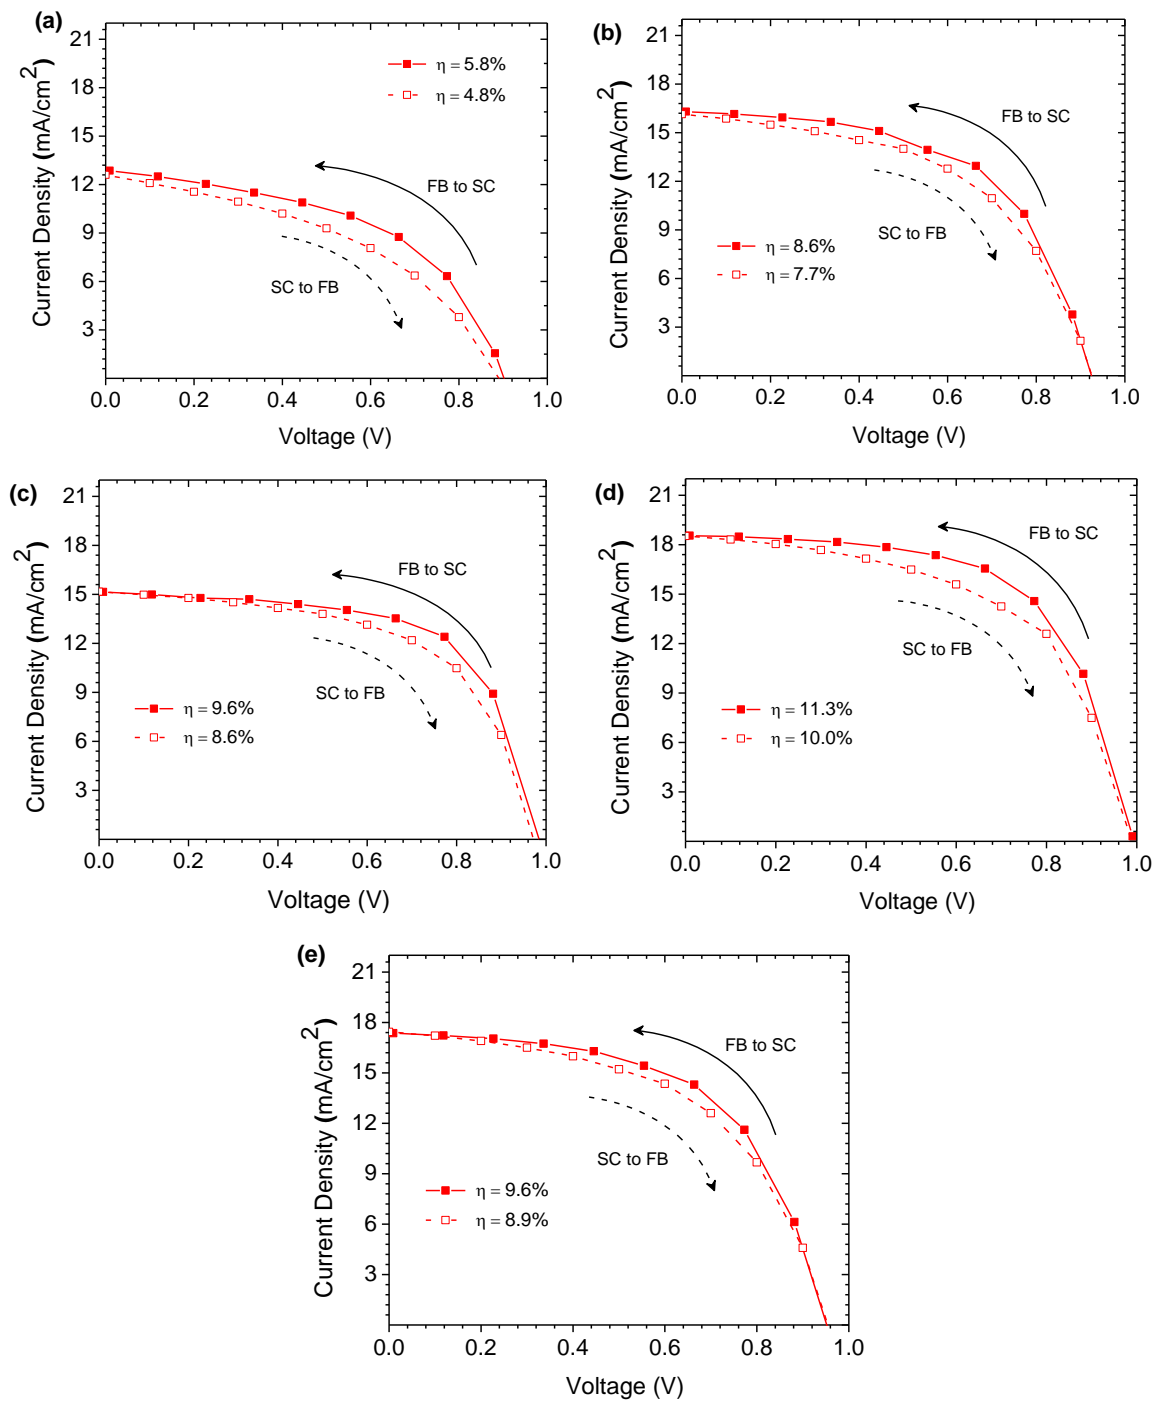 (a)
21
18
15
12
9
6
3
Current Density (mA/cm²)
η = 5.8%
η = 4.8%
FB to SC
SC to FB
0.0 0.2 0.4 0.6 0.8 1.0
Voltage (V)
(b)
21
18
15
12
9
6
3
Current Density (mA/cm²)
FB to SC
SC to FB
η = 8.6%
η = 7.7%
0.0 0.2 0.4 0.6 0.8 1.0
Voltage (V)
(c)
21
18
15
12
9
6
3
Current Density (mA/cm²)
FB to SC
SC to FB
η = 9.6%
η = 8.6%
0.0 0.2 0.4 0.6 0.8 1.0
Voltage (V)
(d)
21
18
15
12
9
6
3
Current Density (mA/cm²)
FB to SC
SC to FB
η = 11.3%
η = 10.0%
0.0 0.2 0.4 0.6 0.8 1.0
Voltage (V)
(e)
21
18
15
12
9
6
3
Current Density (mA/cm²)
FB to SC
SC to FB
η = 9.6%
η = 8.9%
0.0 0.2 0.4 0.6 0.8 1.0
Voltage (V)